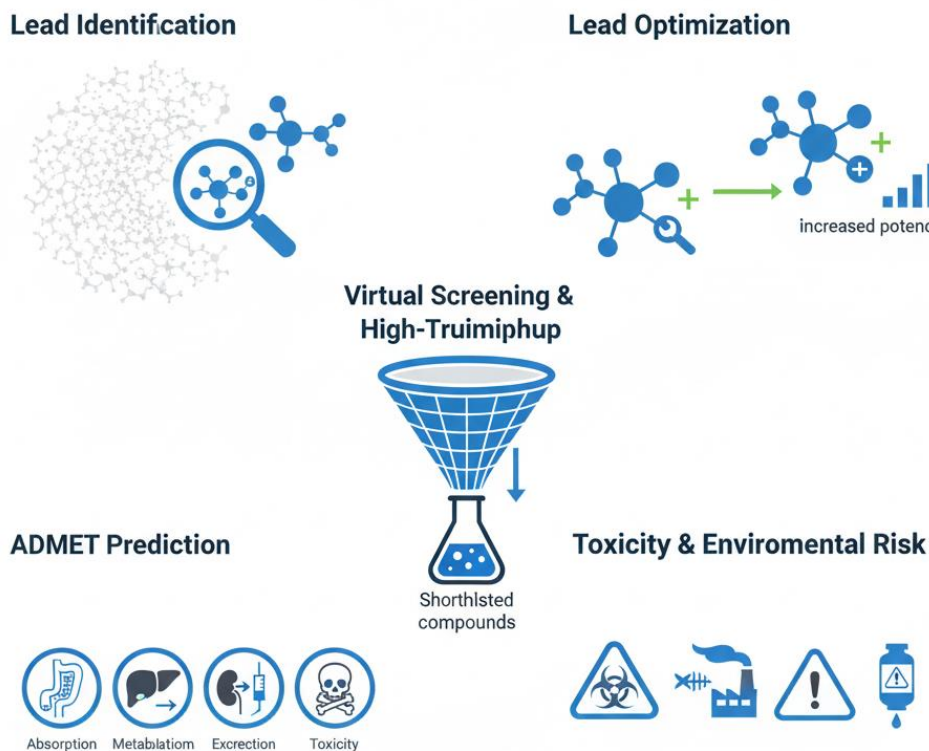 Lead Identification
Lead Optimization
increased potenc
Virtual Screening &
High-Truimiphup
Shorthlsted
compounds
ADMET Prediction
Toxicity & Enviromental Risk
Absorption Metablatiom Excrection Toxicity